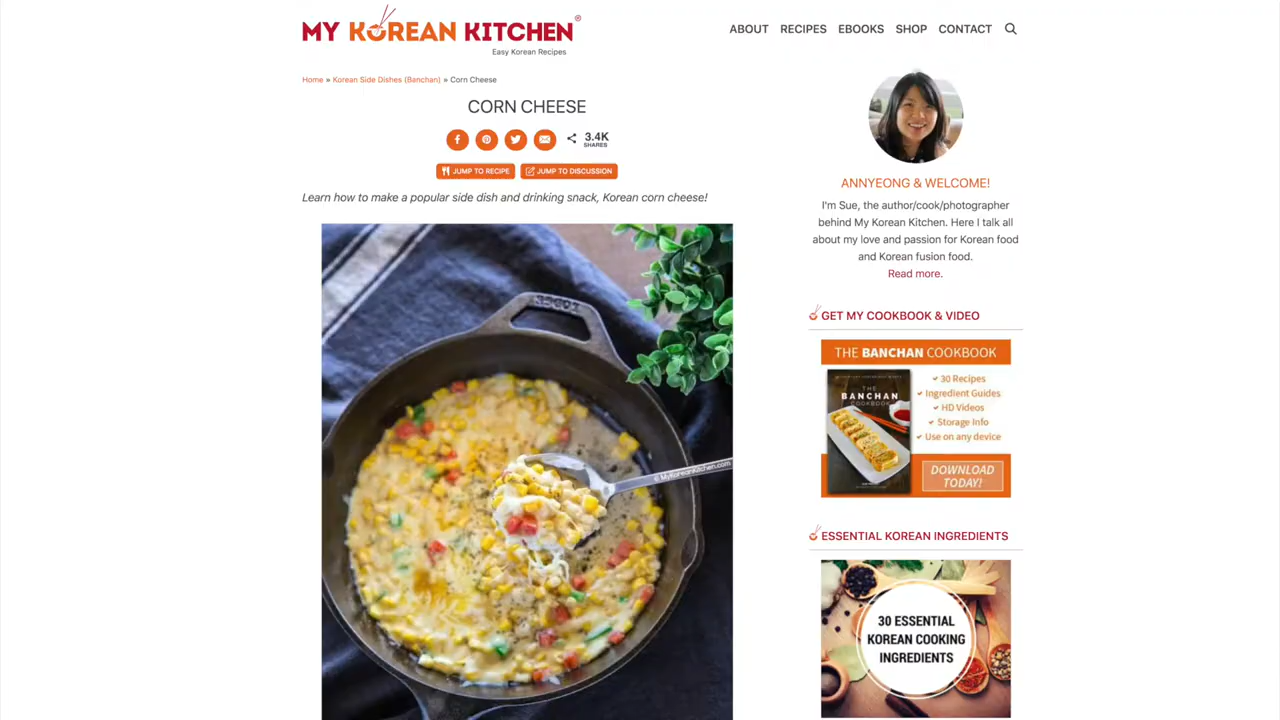 MY KOREAN KITCHEN®
Easy Korean Recipes
ABOUT RECIPES EBOOKS SHOP CONTACT
Home » Korean Side Dishes (Banchan) » Corn Cheese
CORN CHEESE
3.4K
SHARES
JUMP TO RECIPE JUMP TO DISCUSSION
Learn how to make a popular side dish and drinking snack, Korean corn cheese!
© MyKoreanKitchen.com
ANNYEONG & WELCOME!
I'm Sue, the author/cook/photographer
behind My Korean Kitchen. Here I talk all
about my love and passion for Korean food
and Korean fusion food.
Read more.
GET MY COOKBOOK & VIDEO
THE BANCHAN COOKBOOK
THE
BANCHAN
COOKBOOK
30 Recipes
Ingredient Guides
HD Videos
Storage Info
Use on any device
DOWNLOAD
TODAY!
ESSENTIAL KOREAN INGREDIENTS
30 ESSENTIAL
KOREAN COOKING
INGREDIENTS